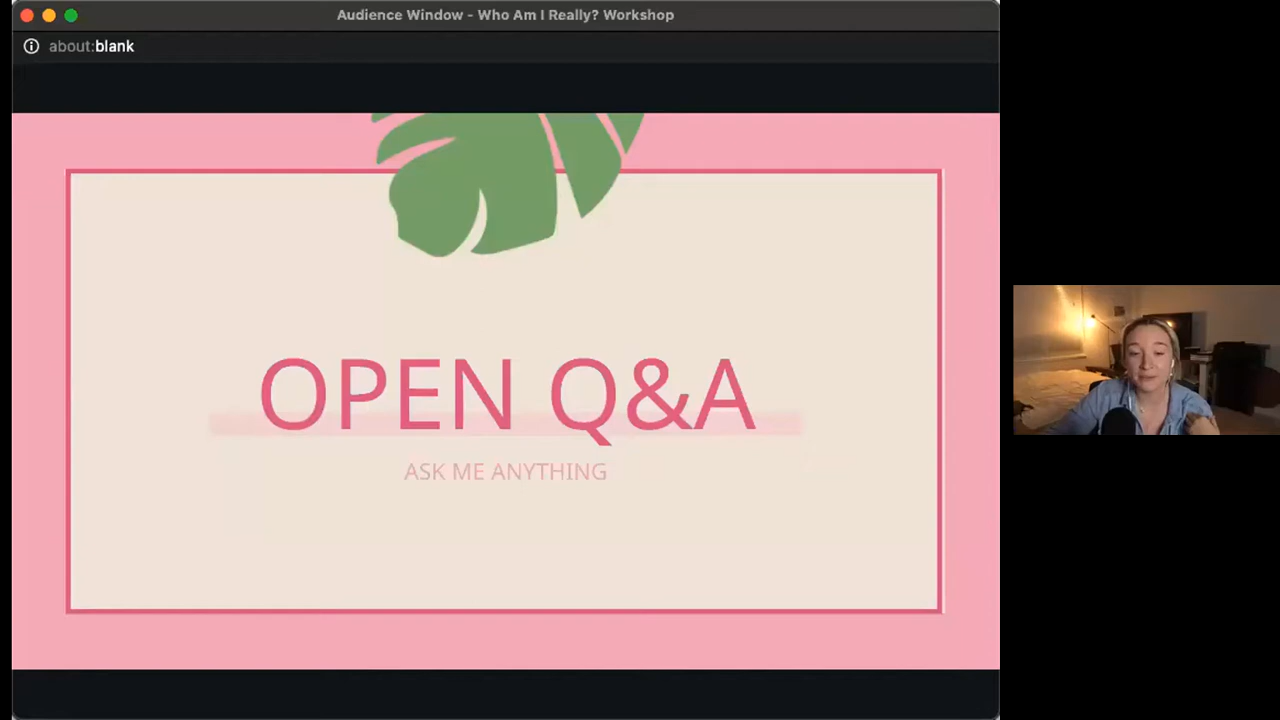 Audience Window - Who Am I Really? Workshop
about:blank
OPEN Q&A
ASK ME ANYTHING